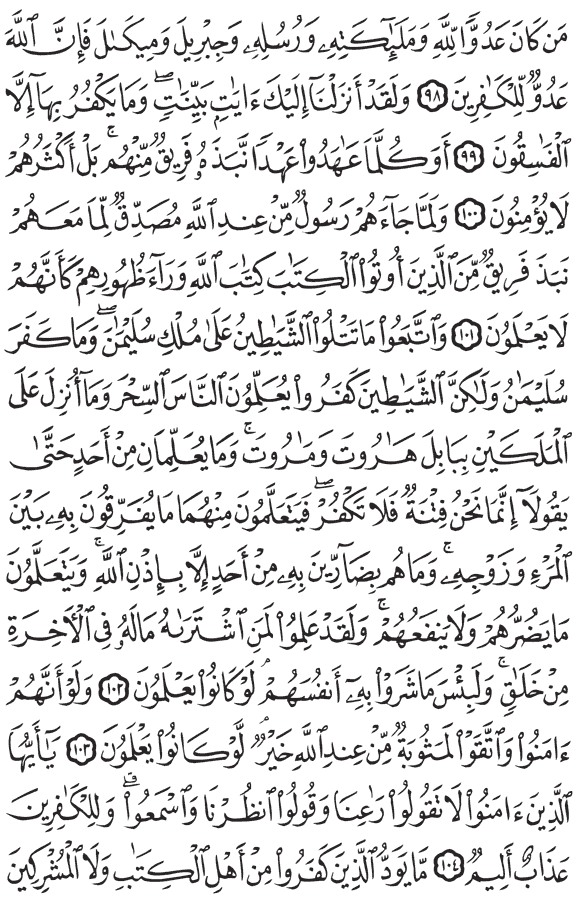 مَن كَانَ عَدُوًّا لِّلَّهِ وَمَلَٰٓئِكَتِهِۦ وَرُسُلِهِۦ وَجِبْرِيلَ وَمِيكَىٰلَ فَإِنَّ ٱللَّهَ
عَدُوٌّ لِّلْكَٰفِرِينَ ٩٨ وَلَقَدْ أَنزَلْنَآ إِلَيْكَ ءَايَٰتٍۭ بَيِّنَٰتٍۖ وَمَا يَكْفُرُ بِهَآ إِلَّا
ٱلْفَٰسِقُونَ ٩٩ أَوَكُلَّمَا عَٰهَدُوا۟ عَهْدًا نَّبَذَهُۥ فَرِيقٌ مِّنْهُمۚ بَلْ أَكْثَرُهُمْ
لَا يُؤْمِنُونَ ١٠٠ وَلَمَّا جَآءَهُمْ رَسُولٌ مِّنْ عِندِ ٱللَّهِ مُصَدِّقٌ لِّمَا مَعَهُمْ
نَبَذَ فَرِيقٌ مِّنَ ٱلَّذِينَ أُوتُوا۟ ٱلْكِتَٰبَ كِتَٰبَ ٱللَّهِ وَرَآءَ ظُهُورِهِمْ كَأَنَّهُمْ
لَا يَعْلَمُونَ ١٠١ وَٱتَّبَعُوا۟ مَا تَتْلُوا۟ ٱلشَّيَٰطِينُ عَلَىٰ مُلْكِ سُلَيْمَٰنَۖ وَمَا كَفَرَ
سُلَيْمَٰنُ وَلَٰكِنَّ ٱلشَّيَٰطِينَ كَفَرُوا۟ يُعَلِّمُونَ ٱلنَّاسَ ٱلسِّحْرَ وَمَآ أُنزِلَ عَلَى
ٱلْمَلَكَيْنِ بِبَابِلَ هَٰرُوتَ وَمَٰرُوتَۚ وَمَا يُعَلِّمَانِ مِنْ أَحَدٍ حَتَّىٰ
يَقُولَآ إِنَّمَا نَحْنُ فِتْنَةٌ فَلَا تَكْفُرْۖ فَيَتَعَلَّمُونَ مِنْهُمَا مَا يُفَرِّقُونَ بِهِۦ بَيْنَ
ٱلْمَرْءِ وَزَوْجِهِۦۚ وَمَا هُم بِضَآرِّينَ بِهِۦ مِنْ أَحَدٍ إِلَّا بِإِذْنِ ٱللَّهِۚ وَيَتَعَلَّمُونَ
مَا يَضُرُّهُمْ وَلَا يَنفَعُهُمْۚ وَلَقَدْ عَلِمُوا۟ لَمَنِ ٱشْتَرَىٰهُ مَا لَهُۥ فِى ٱلْءَاخِرَةِ
مِنْ خَلَٰقٍۚ وَلَبِئْسَ مَا شَرَوْا۟ بِهِۦٓ أَنفُسَهُمْۚ لَوْ كَانُوا۟ يَعْلَمُونَ ١٠٢ وَلَوْ أَنَّهُمْ
ءَامَنُوا۟ وَٱتَّقَوْا۟ لَمَثُوبَةٌ مِّنْ عِندِ ٱللَّهِ خَيْرٌۖ لَّوْ كَانُوا۟ يَعْلَمُونَ ١٠٣ يَٰٓأَيُّهَا
ٱلَّذِينَ ءَامَنُوا۟ لَا تَقُولُوا۟ رَٰعِنَا وَقُولُوا۟ ٱنظُرْنَا وَٱسْمَعُوا۟ۗ وَلِلْكَٰفِرِينَ
عَذَابٌ أَلِيمٌ ١٠٤ مَّا يَوَدُّ ٱلَّذِينَ كَفَرُوا۟ مِنْ أَهْلِ ٱلْكِتَٰبِ وَلَا ٱلْمُشْرِكِينَ